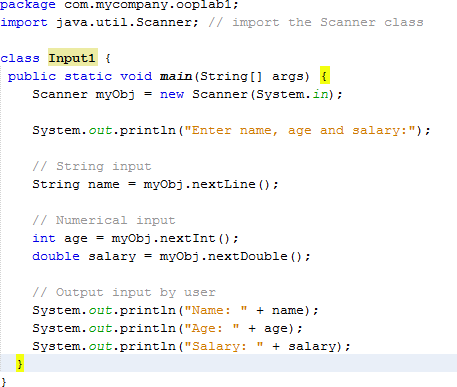 package com.mycompany.ooplab1;
import java.util.Scanner; // import the Scanner class
class Input1 {
public static void main(String[] args) {
Scanner myObj = new Scanner(System.in);
System.out.println("Enter name, age and salary:");
// String input
String name = myObj.nextLine();
// Numerical input
int age = myObj.nextInt();
double salary = myObj.nextDouble();
// Output input by user
System.out.println("Name: " + name);
System.out.println("Age: " + age);
System.out.println("Salary: " + salary);
}
}